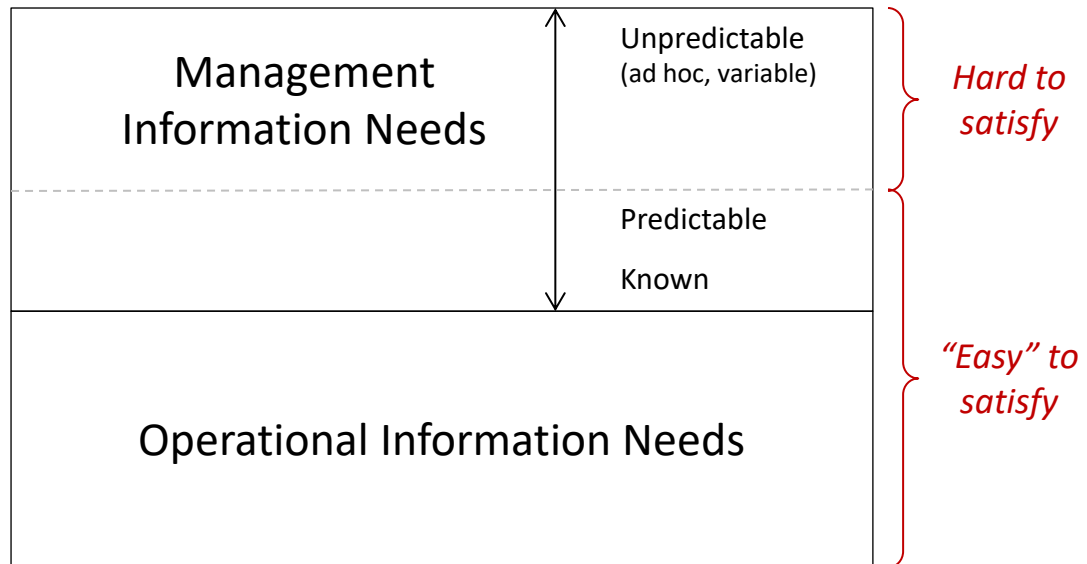 Management
Information Needs
Unpredictable
(ad hoc, variable)
Hard to
satisfy
Predictable
Known
“Easy” to
satisfy
Operational Information Needs